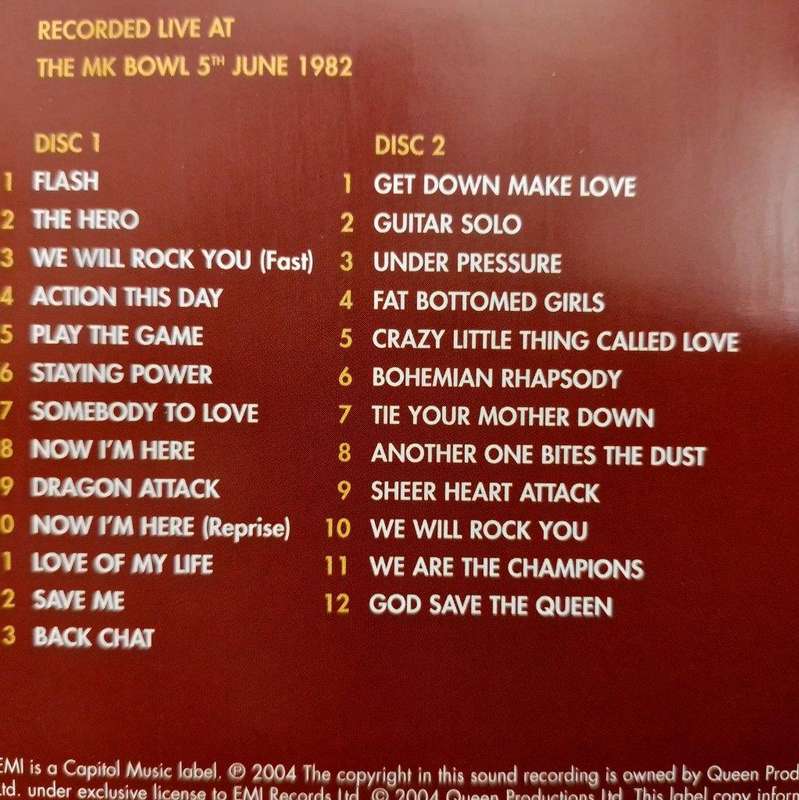 RECORDED LIVE AT
THE MK BOWL 5TH JUNE 1982
DISC 1
1 FLASH
2 THE HERO
3 WE WILL ROCK YOU (Fast)
4 ACTION THIS DAY
5 PLAY THE GAME
6 STAYING POWER
7 SOMEBODY TO LOVE
8 NOW I'M HERE
9 DRAGON ATTACK
0 NOW I'M HERE (Reprise)
1 LOVE OF MY LIFE
2 SAVE ME
3 BACK CHAT
DISC 2
1 GET DOWN MAKE LOVE
2 GUITAR SOLO
3 UNDER PRESSURE
4 FAT BOTTOMED GIRLS
5 CRAZY LITTLE THING CALLED LOVE
6 BOHEMIAN RHAPSODY
7 TIE YOUR MOTHER DOWN
8 ANOTHER ONE BITES THE DUST
9 SHEER HEART ATTACK
10 WE WILL ROCK YOU
11 WE ARE THE CHAMPIONS
12 GOD SAVE THE QUEEN
EMI is a Capitol Music label. ℗ 2004 The copyright in this sound recording is owned by Queen Prod
Ltd. under exclusive license to EMI Records Ltd. © 2004 Queen Productions Ltd. This label copy inform